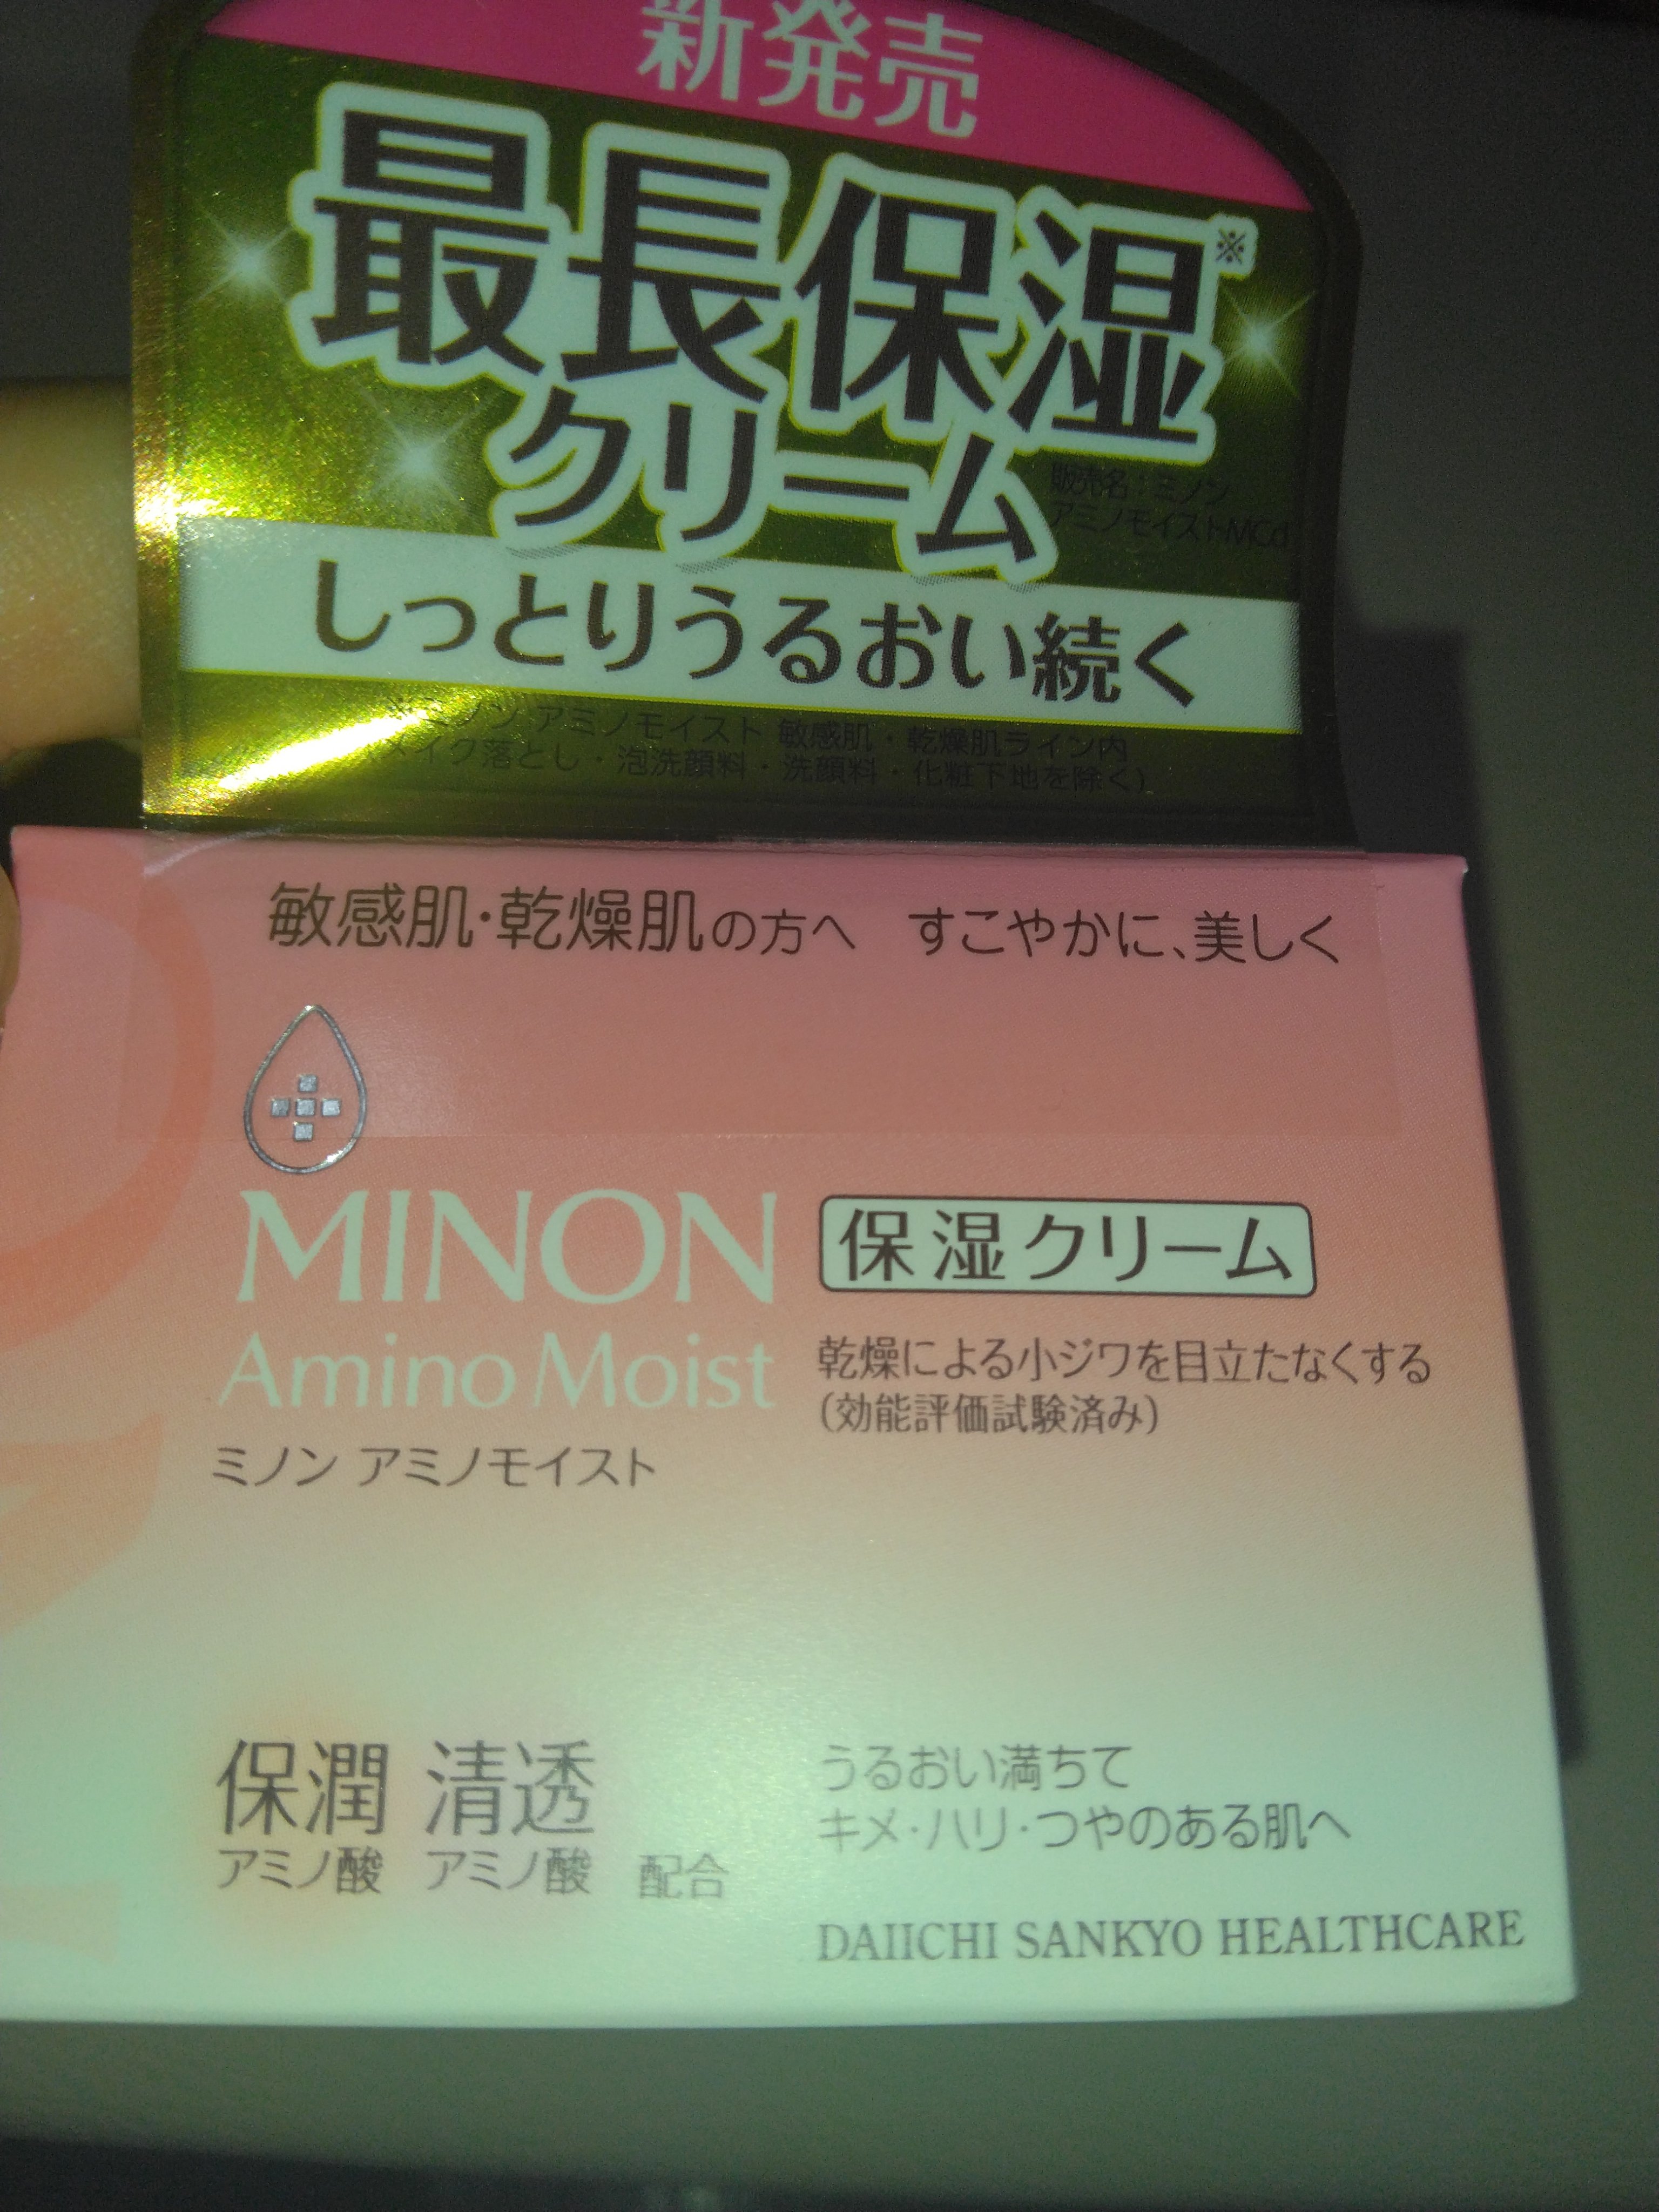 新発売
最長保湿※
クリーム
販売名：ミノン
アミノモイストMCd
しっとりうるおい続く
※ミノン アミノモイスト 敏感肌・乾燥肌ライン内
(メイク落とし・泡洗顔料・洗顔料・化粧下地を除く)
敏感肌・乾燥肌の方へ すこやかに、美しく
MINON
Amino Moist
ミノン アミノモイスト
保湿クリーム
乾燥による小ジワを目立たなくする
(効能評価試験済み)
保潤 清透
アミノ酸 アミノ酸 配合
うるおい満ちて
キメ・ハリ・つやのある肌へ
DAIICHI SANKYO HEALTHCARE